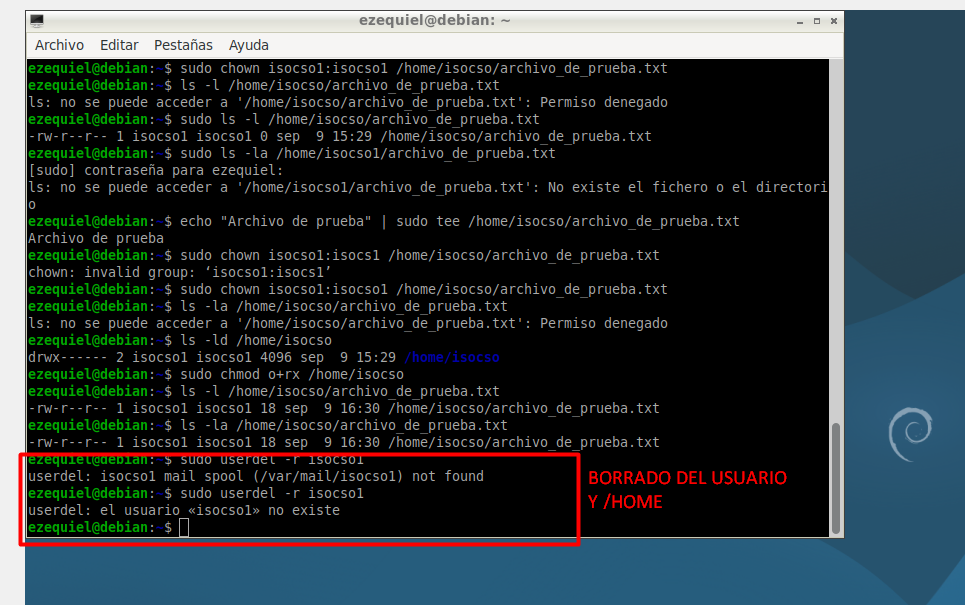 ezequiel@debian: ~
Archivo Editar Pestañas Ayuda
ezequiel@debian:~$ sudo chown isocso1:isocso1 /home/isocso/archivo_de_prueba.txt
ezequiel@debian:~$ ls -l /home/isocso/archivo_de_prueba.txt
ls: no se puede acceder a '/home/isocso/archivo_de_prueba.txt': Permiso denegado
ezequiel@debian:~$ sudo ls -l /home/isocso/archivo_de_prueba.txt
-rw-r--r-- 1 isocso1 isocso1 0 sep  9 15:29 /home/isocso/archivo_de_prueba.txt
ezequiel@debian:~$ sudo ls -la /home/isocso1/archivo_de_prueba.txt
[sudo] contraseña para ezequiel:
ls: no se puede acceder a '/home/isocso1/archivo_de_prueba.txt': No existe el fichero o el directori
o
ezequiel@debian:~$ echo "Archivo de prueba" | sudo tee /home/isocso/archivo_de_prueba.txt
Archivo de prueba
ezequiel@debian:~$ sudo chown isocso1:isocs1 /home/isocso/archivo_de_prueba.txt
chown: invalid group: ‘isocso1:isocs1’
ezequiel@debian:~$ sudo chown isocso1:isocso1 /home/isocso/archivo_de_prueba.txt
ezequiel@debian:~$ ls -la /home/isocso/archivo_de_prueba.txt
ls: no se puede acceder a '/home/isocso/archivo_de_prueba.txt': Permiso denegado
ezequiel@debian:~$ ls -ld /home/isocso
drwx------ 2 isocso1 isocso1 4096 sep  9 15:29 /home/isocso
ezequiel@debian:~$ sudo chmod o+rx /home/isocso
ezequiel@debian:~$ ls -l /home/isocso/archivo_de_prueba.txt
-rw-r--r-- 1 isocso1 isocso1 18 sep  9 16:30 /home/isocso/archivo_de_prueba.txt
ezequiel@debian:~$ ls -la /home/isocso/archivo_de_prueba.txt
-rw-r--r-- 1 isocso1 isocso1 18 sep  9 16:30 /home/isocso/archivo_de_prueba.txt
ezequiel@debian:~$ sudo userdel -r isocso1
userdel: isocso1 mail spool (/var/mail/isocso1) not found
ezequiel@debian:~$ sudo userdel -r isocso1
userdel: el usuario «isocso1» no existe
ezequiel@debian:~$
BORRADO DEL USUARIO
Y /HOME